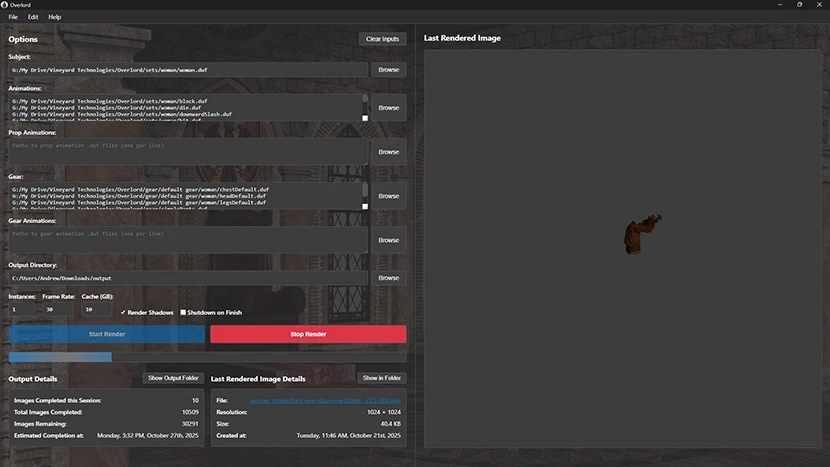 Overlord
File Edit Help
Options
Clear Inputs
Subject:
G:/My Drive/Vineyard Technologies/Overlord/sets/woman/woman.duf
Browse
Animations:
G:/My Drive/Vineyard Technologies/Overlord/sets/woman/block.duf
G:/My Drive/Vineyard Technologies/Overlord/sets/woman/die.duf
G:/My Drive/Vineyard Technologies/Overlord/sets/woman/downwardSlash.duf
Browse
Prop Animations:
Paths to prop animation .duf files (one per line)
Browse
Gear:
G:/My Drive/Vineyard Technologies/Overlord/gear/default gear/woman/chestDefault.duf
G:/My Drive/Vineyard Technologies/Overlord/gear/default gear/woman/headDefault.duf
G:/My Drive/Vineyard Technologies/Overlord/gear/default gear/woman/legsDefault.duf
Browse
Gear Animations:
Paths to gear animation .duf files (one per line)
Browse
Output Directory:
C:/Users/Andrew/Downloads/output
Browse
Instances: Frame Rate: Cache (GB):
1 30 10 Render Shadows Shutdown on Finish
Start Render Stop Render
Output Details Show Output Folder
Images Completed this Session: 10
Total Images Completed: 10509
Images Remaining: 30291
Estimated Completion at: Monday, 3:32 PM, October 27th, 2025
Last Rendered Image Details Show in Folder
File:
Resolution: 1024 × 1024
Size: 40.4 KB
Created at: Tuesday, 11:46 AM, October 21st, 2025
Last Rendered Image